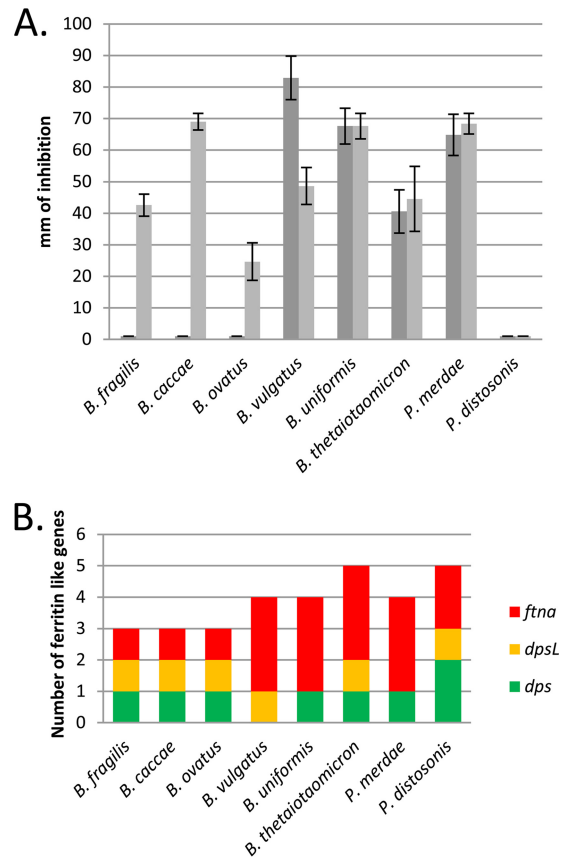 A.
mm of inhibition
100
90
80
70
60
50
40
30
20
10
0
B. fragilis
B. caccae
B. ovatus
B. vulgatus
B. uniformis
B. thetaiotaomicron
P. merdae
P. distosonis
B.
Number of ferritin like genes
6
5
4
3
2
1
0
B. fragilis
B. caccae
B. ovatus
B. vulgatus
B. uniformis
B. thetaiotaomicron
P. merdae
P. distosonis
ftna
dpsL
dps